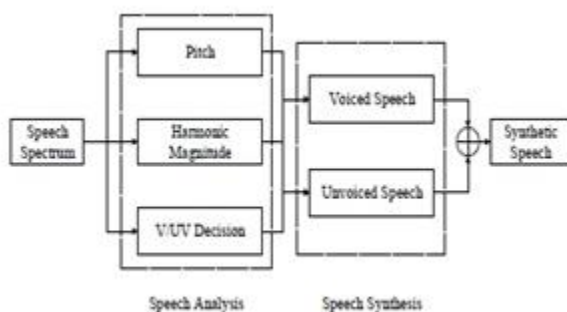 Pitch
Speech
Spectrum
Harmonic
Magnitude
V/UV Decision
Voiced Speech
Unvoiced Speech
Synthetic
Speech
Speech Analysis
Speech Synthesis